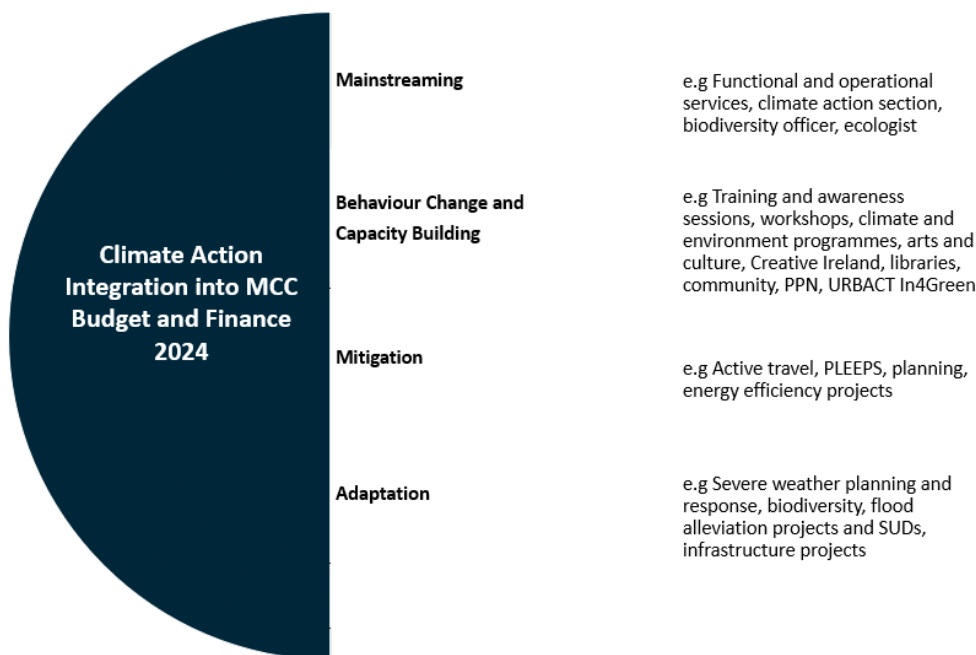 Climate Action
Integration into MCC
Budget and Finance
2024
Mainstreaming
e.g Functional and operational
services, climate action section,
biodiversity officer, ecologist
Behaviour Change and
Capacity Building
e.g Training and awareness
sessions, workshops, climate and
environment programmes, arts and
culture, Creative Ireland, libraries,
community, PPN, URBACT In4Green
Mitigation
e.g Active travel, PLEEPS, planning,
energy efficiency projects
Adaptation
e.g Severe weather planning and
response, biodiversity, flood
alleviation projects and SUDs,
infrastructure projects